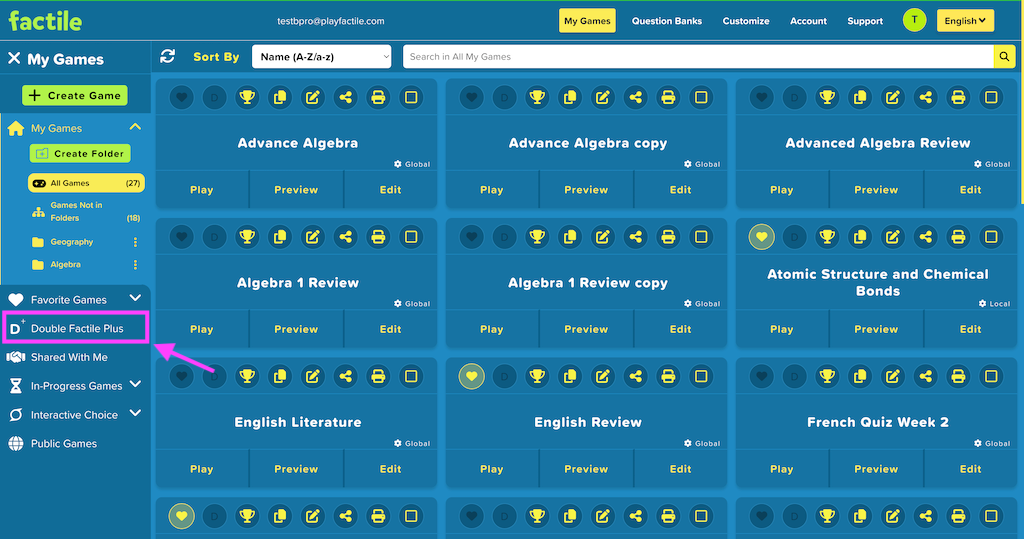 factile
testbpro@playfactile.com
My Games
Question Banks
Customize
Account
Support
T
English
My Games
Sort By
Name (A-Z/a-z)
Search in All My Games
+ Create Game
My Games
Create Folder
All Games (27)
Games Not in
Folders (18)
Geography
Algebra
Favorite Games
D+ Double Factile Plus
Shared With Me
In-Progress Games
Interactive Choice
Public Games
D
D
D
Advance Algebra
Advance Algebra copy
Advanced Algebra Review
Global
Global
Global
Play Preview Edit
Play Preview Edit
Play Preview Edit
D
D
D
Algebra 1 Review
Algebra 1 Review copy
Atomic Structure and Chemical
Bonds
Global
Global
Local
Play Preview Edit
Play Preview Edit
Play Preview Edit
D
D
D
English Literature
English Review
French Quiz Week 2
Global
Global
Global
Play Preview Edit
Play Preview Edit
Play Preview Edit
D
D
D